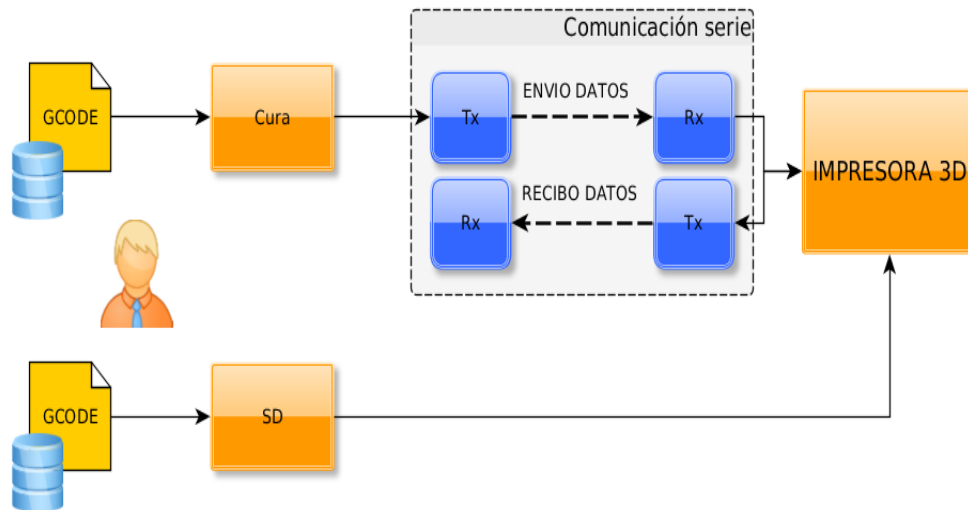 Comunicación serie
GCODE
Cura
Tx
ENVIO DATOS
Rx
IMPRESORA 3D
Rx
RECIBO DATOS
Tx
GCODE
SD